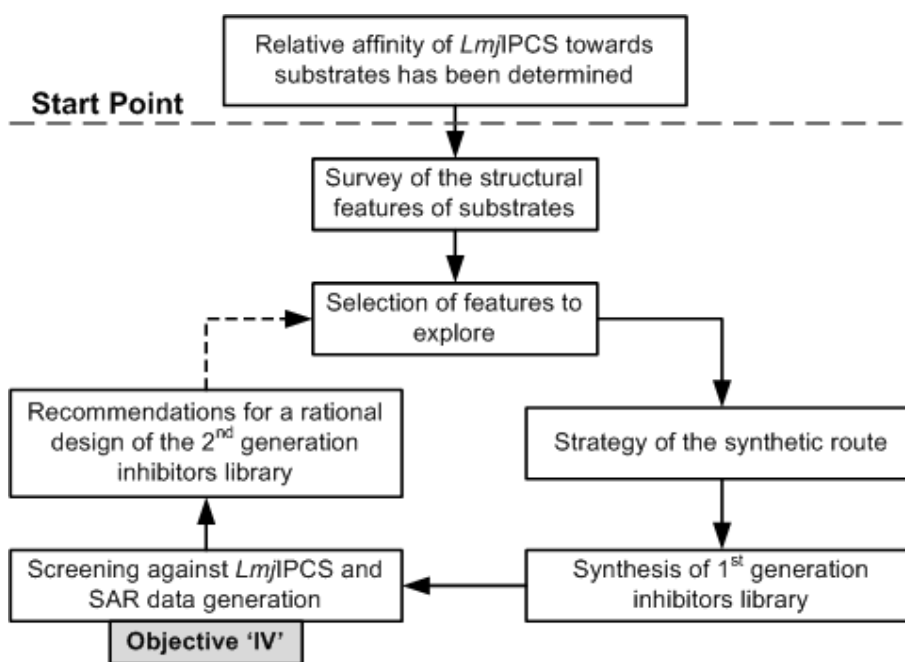 Relative affinity of LmjIPCS towards
substrates has been determined
Start Point
Survey of the structural
features of substrates
Selection of features to
explore
Recommendations for a rational
design of the 2nd generation
inhibitors library
Strategy of the synthetic route
Screening against LmjIPCS and
SAR data generation
Synthesis of 1st generation
inhibitors library
Objective ‘IV’